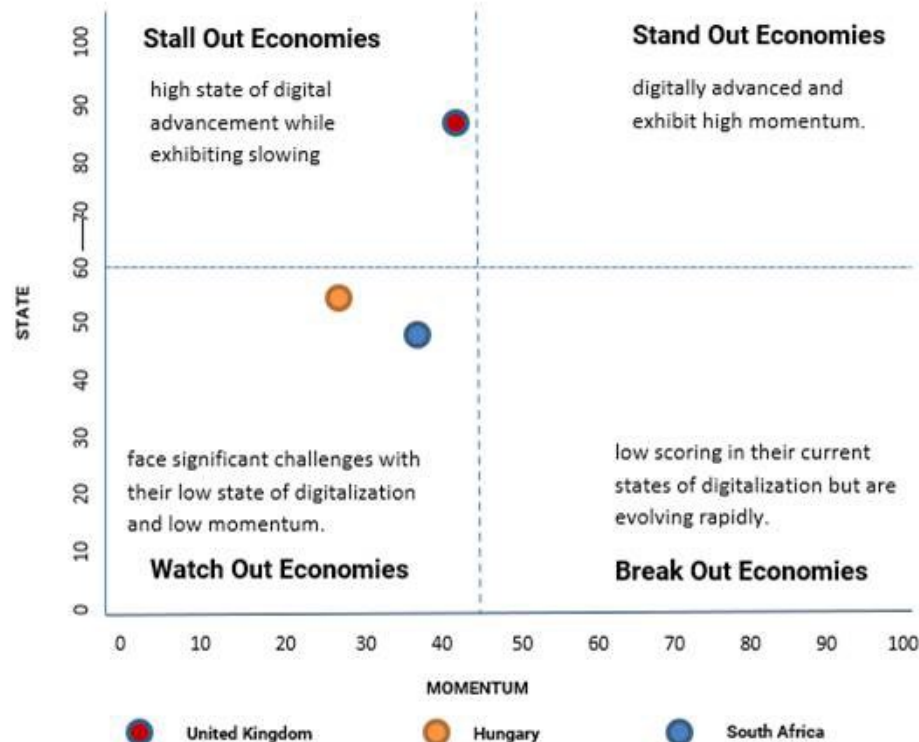 Stall Out Economies
high state of digital
advancement while
exhibiting slowing
Stand Out Economies
digitally advanced and
exhibit high momentum.
STATE
100
90
80
70
60
50
40
30
20
10
0
face significant challenges with
their low state of digitalization
and low momentum.
Watch Out Economies
low scoring in their current
states of digitalization but are
evolving rapidly.
Break Out Economies
0 10 20 30 40 50 60 70 80 90 100
MOMENTUM
United Kingdom Hungary South Africa